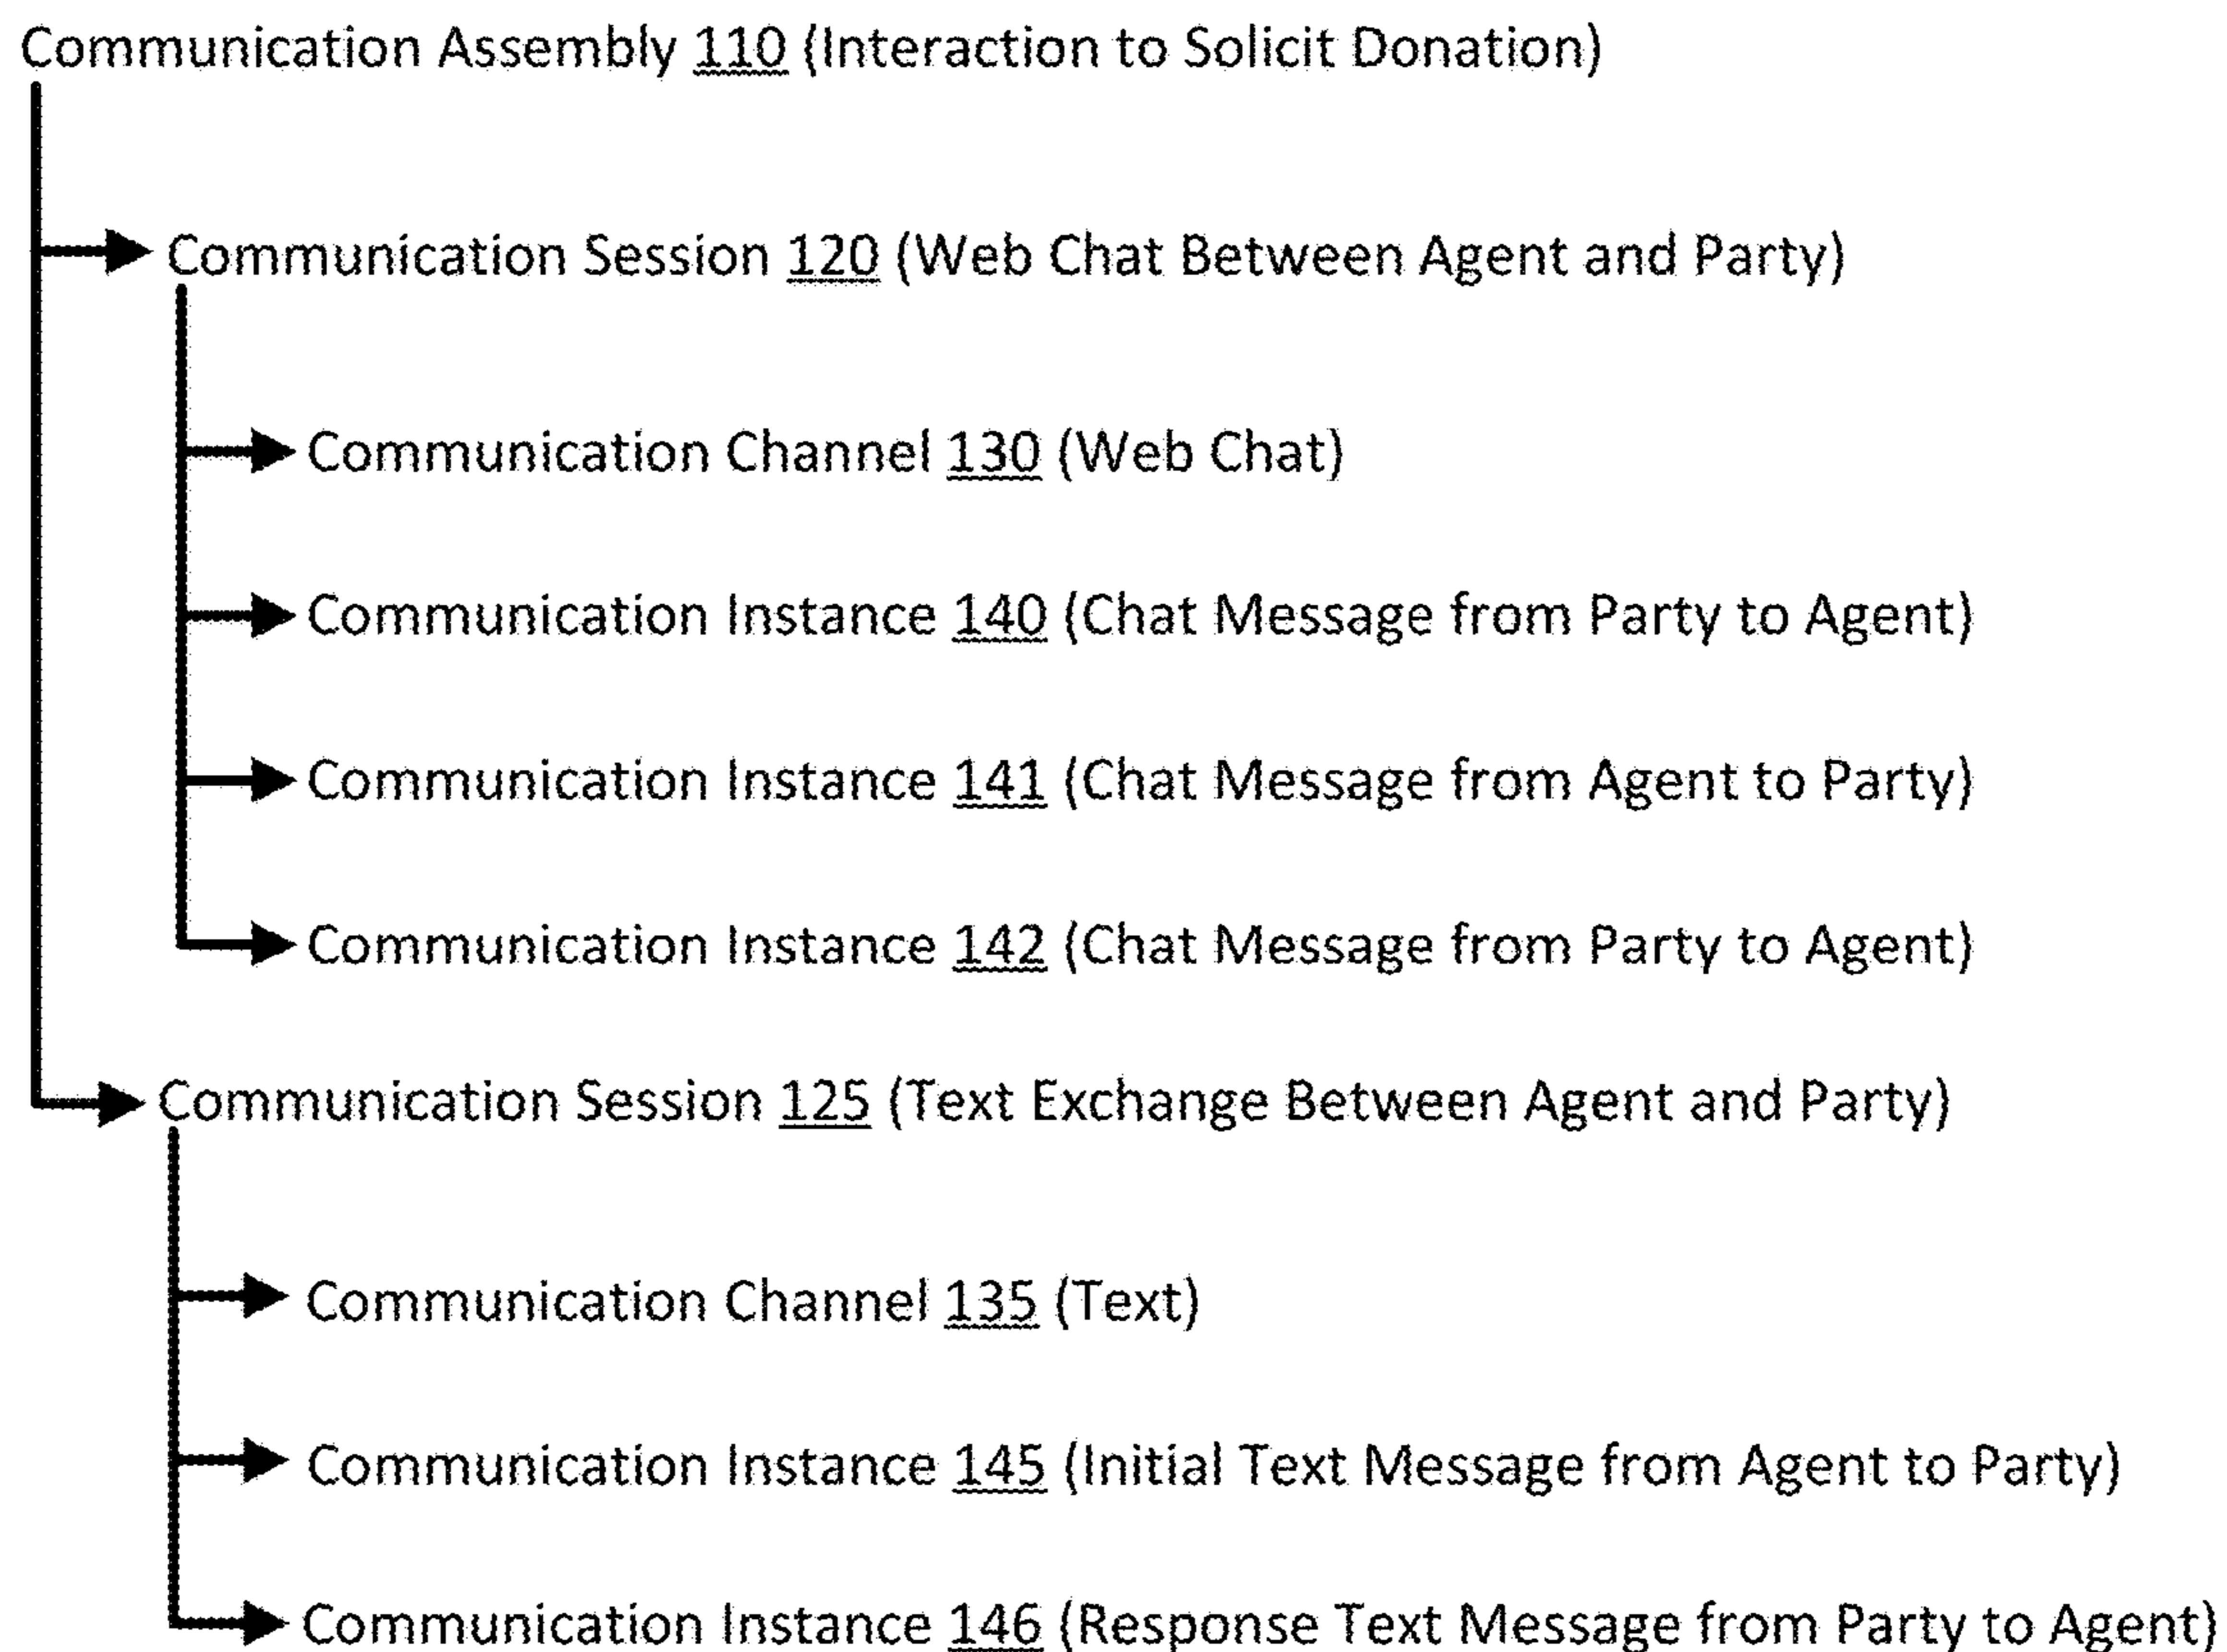 Communication Assembly 110 (Interaction to Solicit Donation)
Communication Session 120 (Web Chat Between Agent and Party)
Communication Channel 130 (Web Chat)
Communication Instance 140 (Chat Message from Party to Agent)
Communication Instance 141 (Chat Message from Agent to Party)
Communication Instance 142 (Chat Message from Party to Agent)
Communication Session 125 (Text Exchange Between Agent and Party)
Communication Channel 135 (Text)
Communication Instance 145 (Initial Text Message from Agent to Party)
Communication Instance 146 (Response Text Message from Party to Agent)